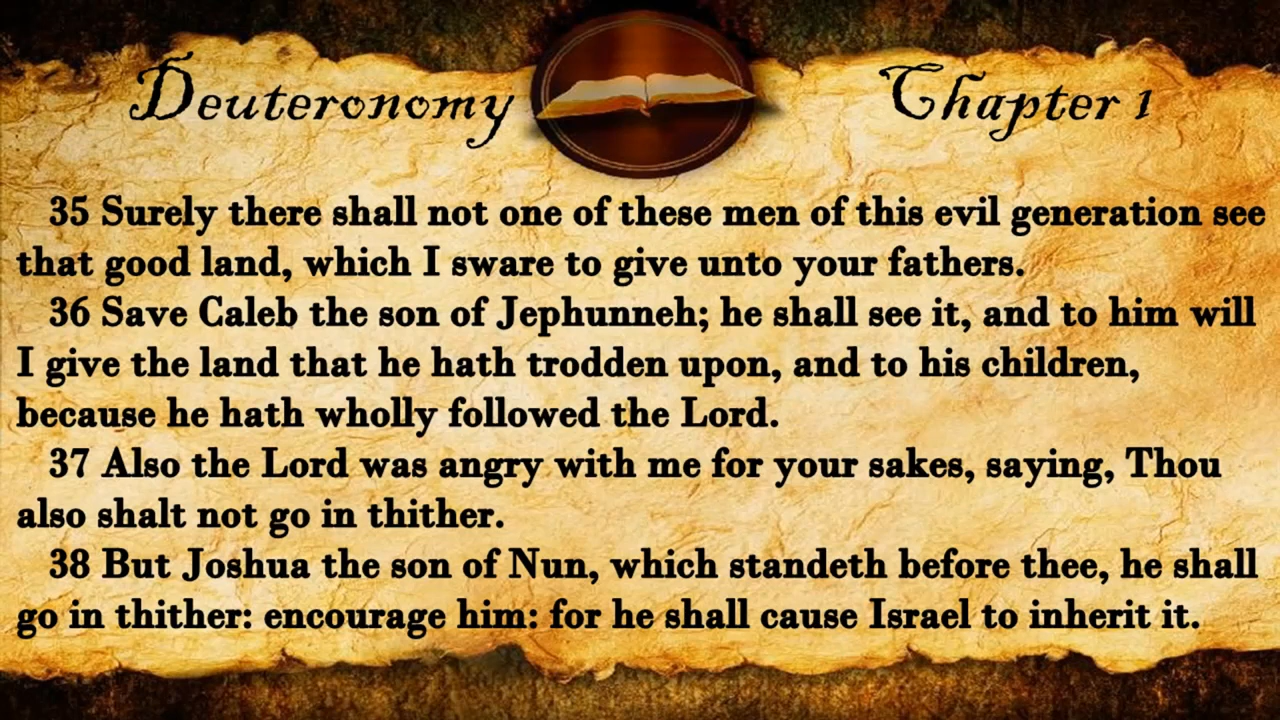 Deuteronomy Chapter 1
35 Surely there shall not one of these men of this evil generation see
that good land, which I sware to give unto your fathers.
36 Save Caleb the son of Jephunneh; he shall see it, and to him will
I give the land that he hath trodden upon, and to his children,
because he hath wholly followed the Lord.
37 Also the Lord was angry with me for your sakes, saying, Thou
also shalt not go in thither.
38 But Joshua the son of Nun, which standeth before thee, he shall
go in thither: encourage him: for he shall cause Israel to inherit it.